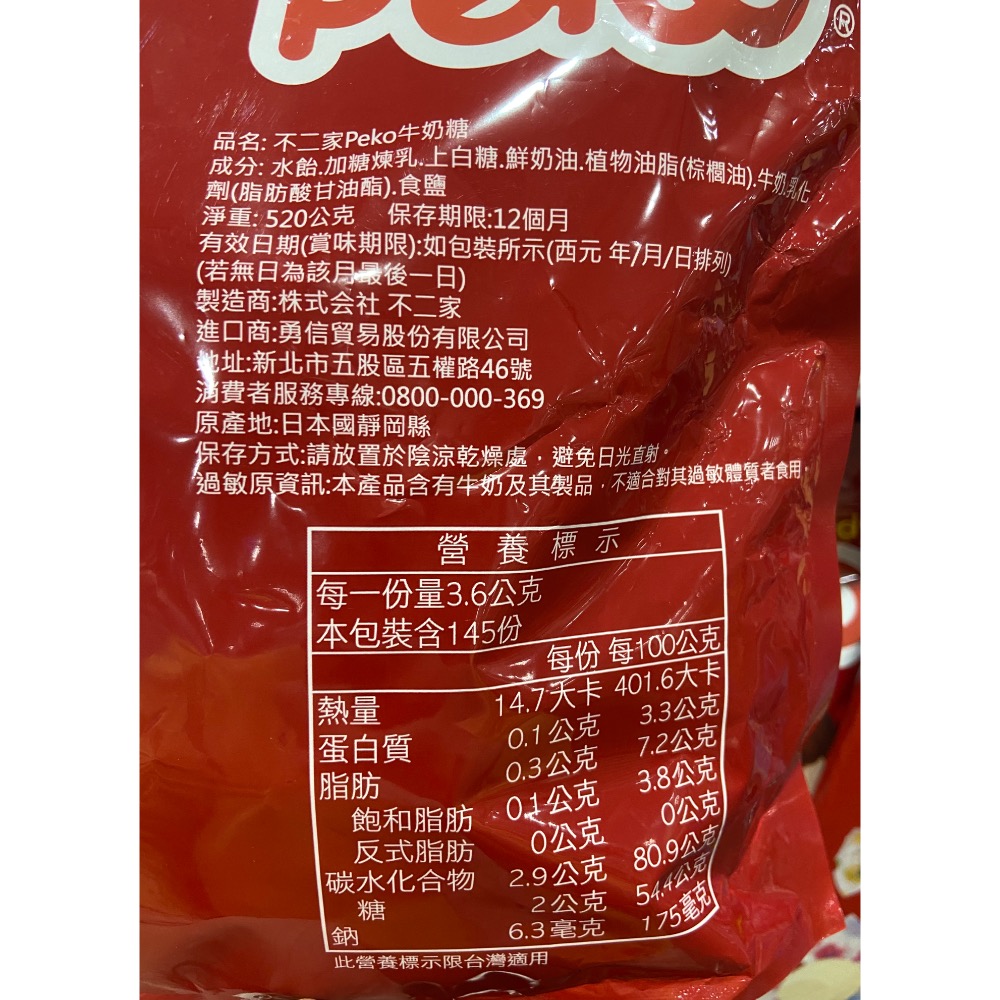 Peko®
品名: 不二家Peko牛奶糖
成分: 水飴.加糖煉乳.上白糖.鮮奶油.植物油脂(棕櫚油).牛奶.乳化
劑(脂肪酸甘油酯).食鹽
淨重: 520公克 保存期限:12個月
有效日期(賞味期限):如包裝所示(西元 年/月/日排列)
(若無日為該月最後一日)
製造商:株式会社 不二家
進口商:勇信貿易股份有限公司
地址:新北市五股區五權路46號
消費者服務專線:0800-000-369
原產地:日本國靜岡縣
保存方式:請放置於陰涼乾燥處，避免日光直射。
過敏原資訊:本產品含有牛奶及其製品，不適合對其過敏體質者食用。
營養標示
每一份量3.6公克
本包裝含145份
每份 每100公克
熱量 14.7大卡 401.6大卡
蛋白質 0.1公克 3.3公克
脂肪 0.3公克 7.2公克
飽和脂肪 0.1公克 3.8公克
反式脂肪 0公克 0公克
碳水化合物 2.9公克 80.9公克
糖 2公克 54.4公克
鈉 6.3毫克 175毫克
此營養標示限台灣適用